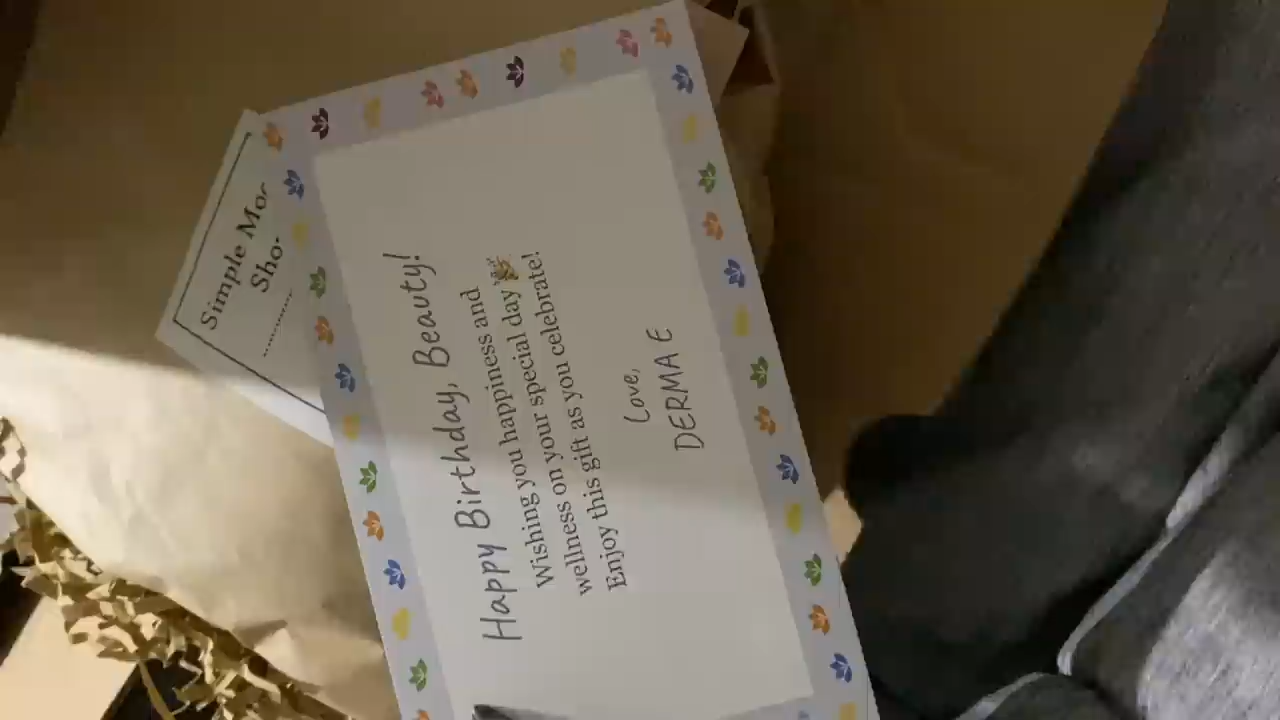 Happy Birthday, Beauty!
Wishing you happiness and
wellness on your special day 🎉
Enjoy this gift as you celebrate!
Love,
DERMA E
Simple